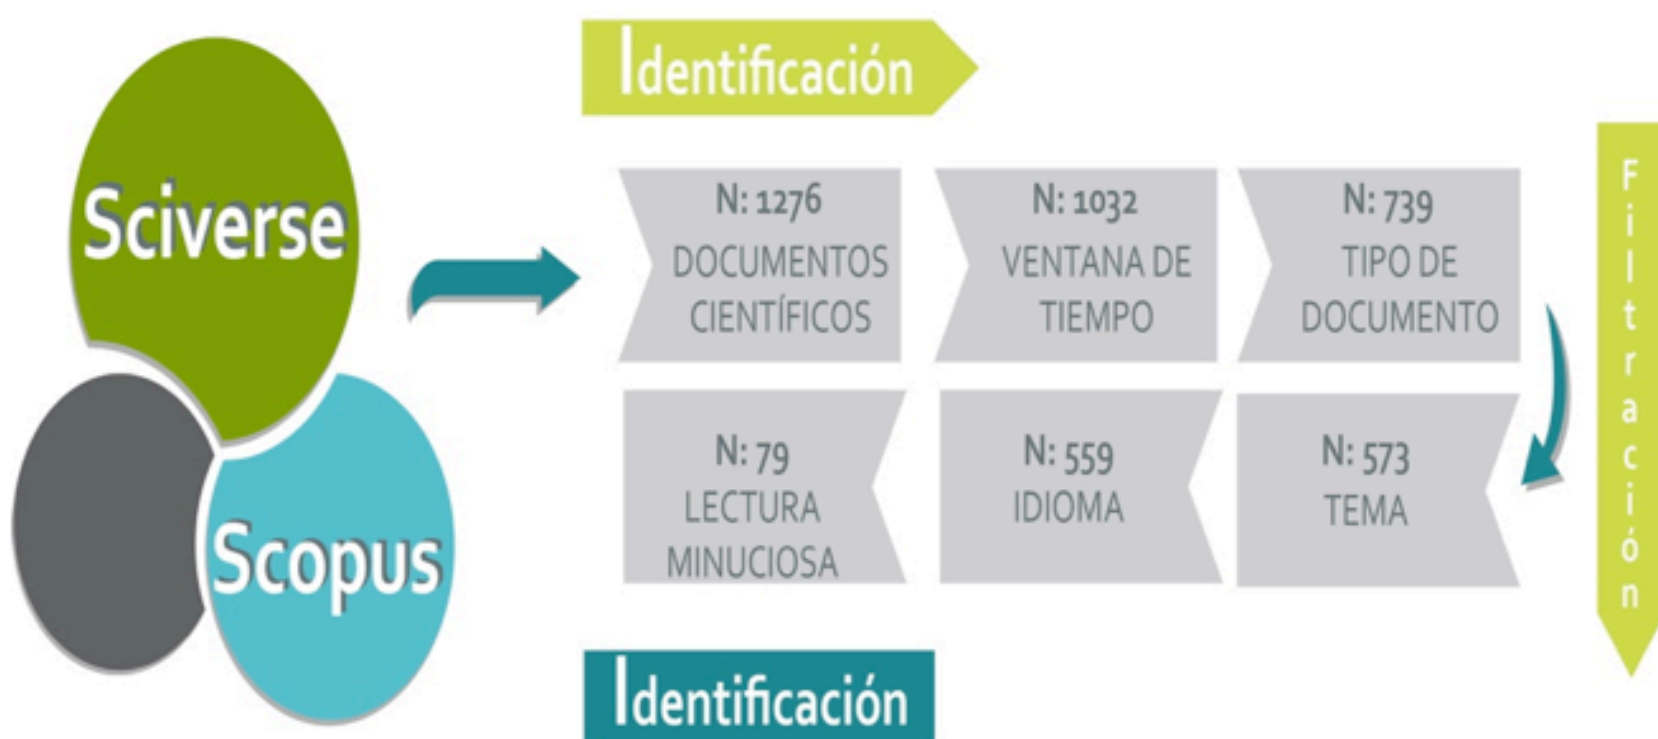 Sciverse
Scopus
Identificación
N: 1276
DOCUMENTOS
CIENTÍFICOS
N: 1032
VENTANA DE
TIEMPO
N: 739
TIPO DE
DOCUMENTO
Filtración
N: 573
TEMA
N: 559
IDIOMA
N: 79
LECTURA
MINUCIOSA
Identificación